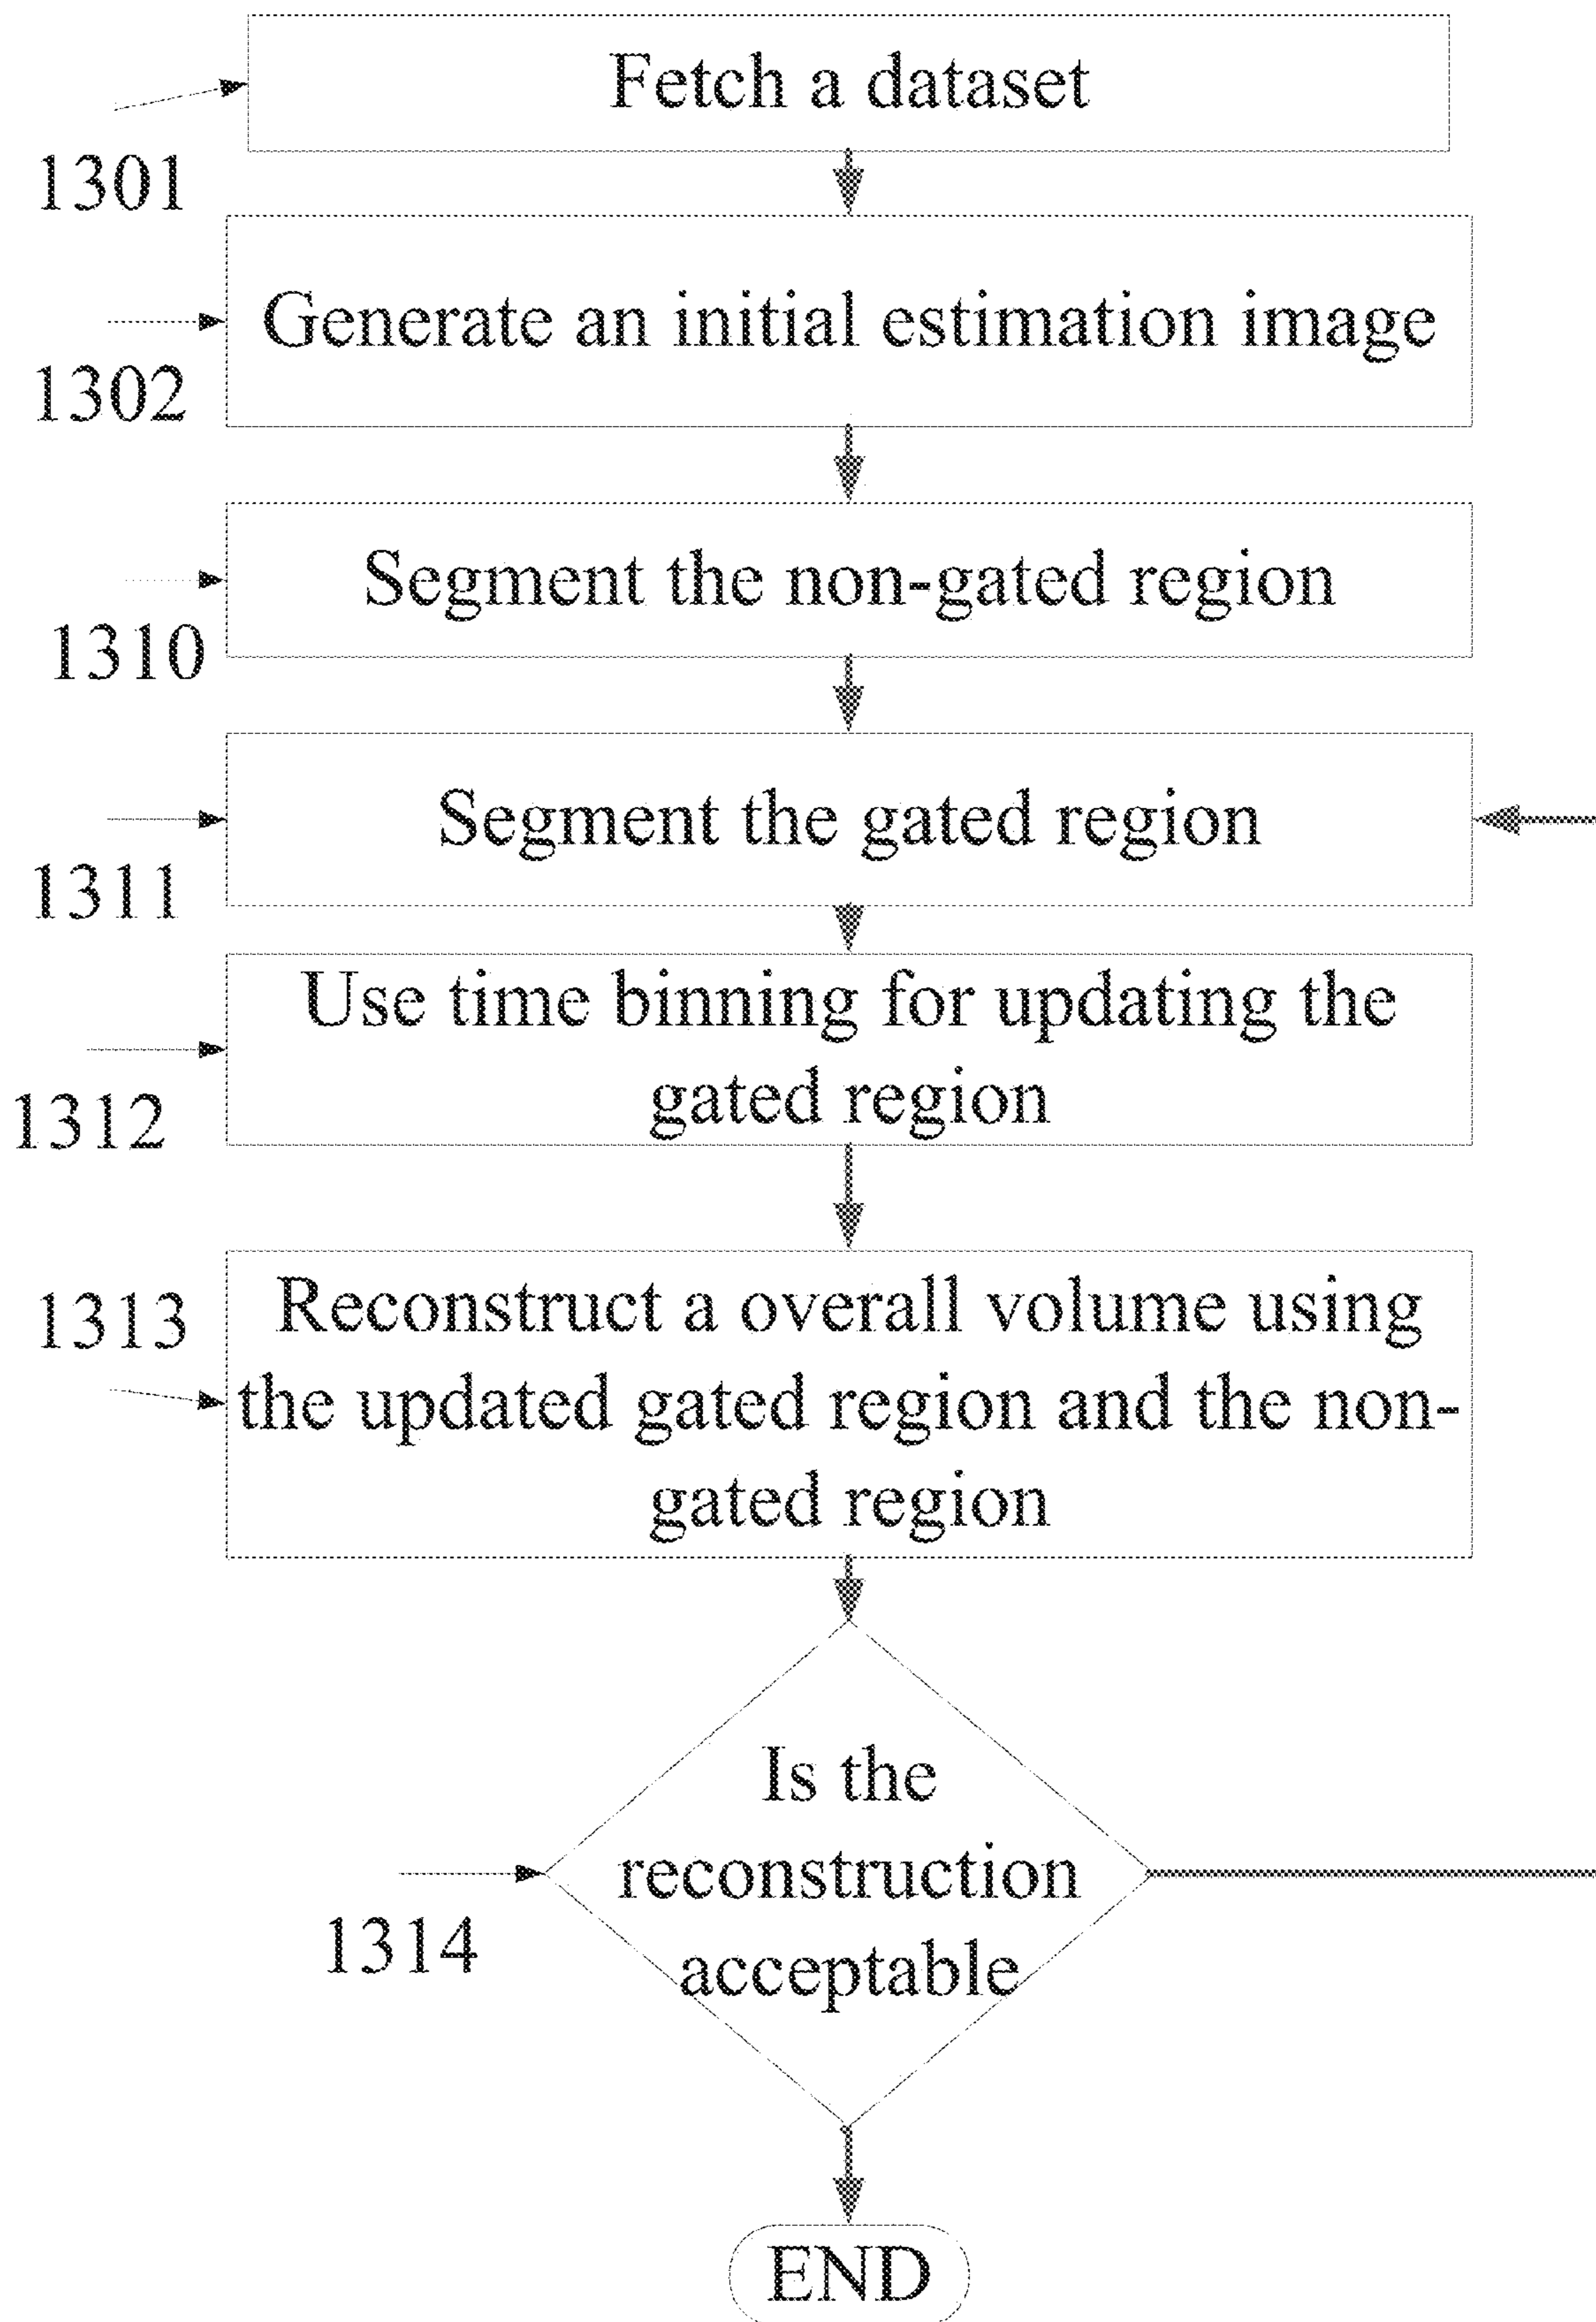 Fetch a dataset
1301
Generate an initial estimation image
1302
Segment the non-gated region
1310
Segment the gated region
1311
Use time binning for updating the
gated region
1312
1313
Reconstruct a overall volume using
the updated gated region and the non-
gated region
Is the
reconstruction
acceptable
1314
END